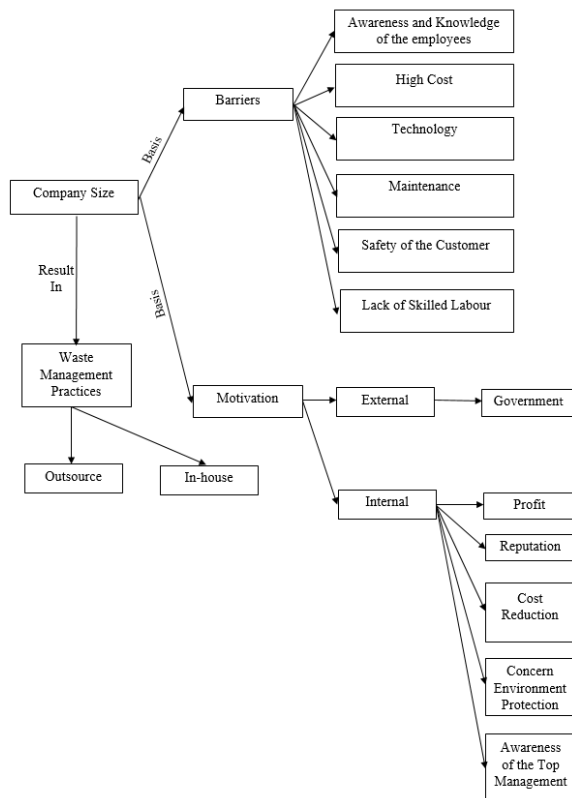 Awareness and Knowledge
of the employees
High Cost
Barriers
Technology
Basis
Maintenance
Company Size
Safety of the Customer
Result
In
Basis
Lack of Skilled Labour
Waste
Management
Practices
Motivation
External
Government
Outsource
In-house
Internal
Profit
Reputation
Cost
Reduction
Concern
Environment
Protection
Awareness
of the Top
Management